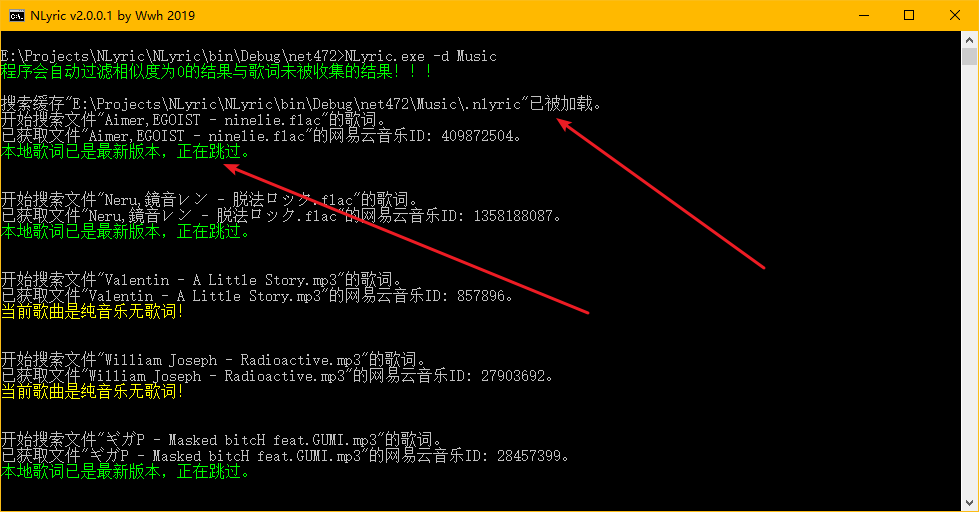 NLyric v2.0.0.1 by Wwh 2019
E:\Projects\NLyric\NLyric\bin\Debug\net472>NLyric.exe -d Music
程序会自动过滤相似度为0的结果与歌词未被收集的结果！！！
搜索缓存"E:\Projects\NLyric\NLyric\bin\Debug\net472\Music\.nlyric"已被加载。
开始搜索文件"Aimer,EGOIST - ninelie.flac"的歌词。
已获取文件"Aimer,EGOIST - ninelie.flac"的网易云音乐ID: 409872504。
本地歌词已是最新版本，正在跳过。
开始搜索文件"Neru,鏡音レン - 脱法ロック.flac"的歌词。
已获取文件"Neru,鏡音レン - 脱法ロック.flac"的网易云音乐ID: 1358188087。
本地歌词已是最新版本，正在跳过。
开始搜索文件"Valentin - A Little Story.mp3"的歌词。
已获取文件"Valentin - A Little Story.mp3"的网易云音乐ID: 857896。
当前歌曲是纯音乐无歌词！
开始搜索文件"William Joseph - Radioactive.mp3"的歌词。
已获取文件"William Joseph - Radioactive.mp3"的网易云音乐ID: 27903692。
当前歌曲是纯音乐无歌词！
开始搜索文件"ギガP - Masked bitcH feat.GUMI.mp3"的歌词。
已获取文件"ギガP - Masked bitcH feat.GUMI.mp3"的网易云音乐ID: 28457399。
本地歌词已是最新版本，正在跳过。